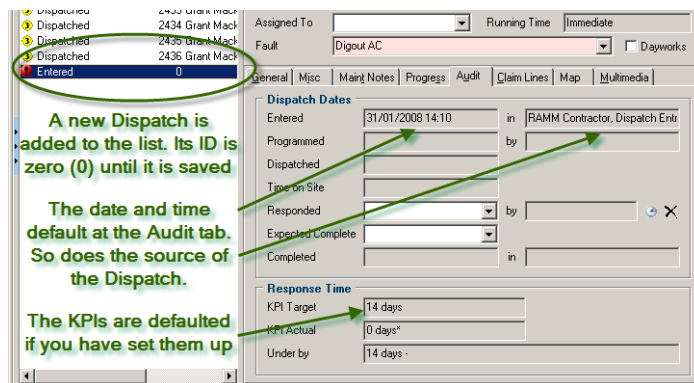 Dispatched 2433 Grant Mack
Dispatched 2434 Grant Mack
Dispatched 2435 Grant Mack
Dispatched 2436 Grant Mack
Entered 0
A new Dispatch is
added to the list. Its ID is
zero (0) until it is saved
The date and time
default at the Audit tab.
So does the source of
the Dispatch.
The KPIs are defaulted
if you have set them up
Assigned To Running Time Immediate
Fault Digout AC Dayworks
General Misc Maint Notes Progress Audit Claim Lines Map Multimedia
Dispatch Dates
Entered 31/01/2008 14:10 in RAMM Contractor, Dispatch Entr
Programmed by
Dispatched
Time on Site
Responded by
Expected Complete
Completed in
Response Time
KPI Target 14 days
KPI Actual 0 days*
Under by 14 days -